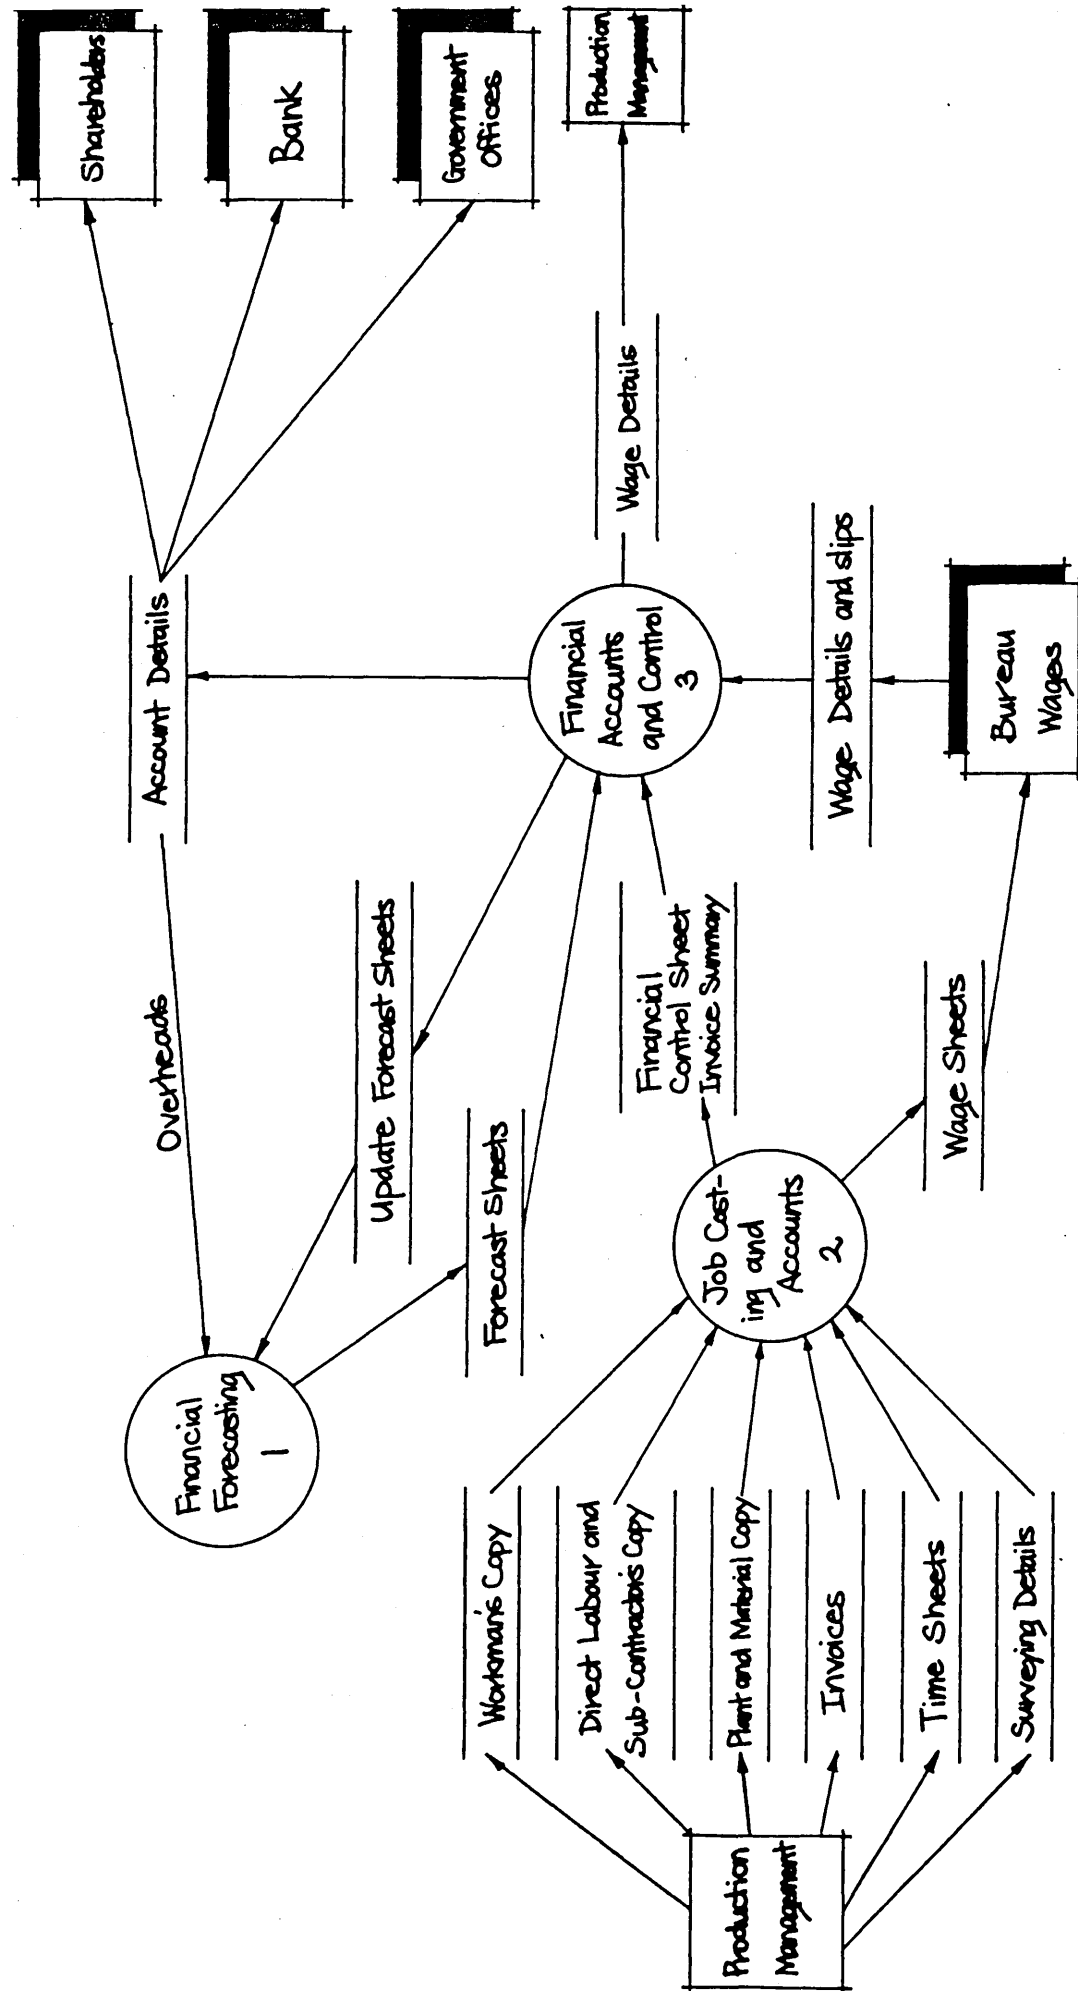 Production
Management
Workman's Copy
Direct Labour and
Sub-Contractors Copy
Plant and Material Copy
Invoices
Time Sheets
Surveying Details
Financial
Forecasting
1
Job Cost-
ing and
Accounts
2
Overheads
Update Forecast Sheets
Forecast Sheets
Financial
Control Sheet
Invoice Summary
Wage Sheets
Account Details
Financial
Accounts
and Control
3
Wage Details and slips
Bureau
Wages
Wage Details
Shareholders
Bank
Government
Offices
Production
Management